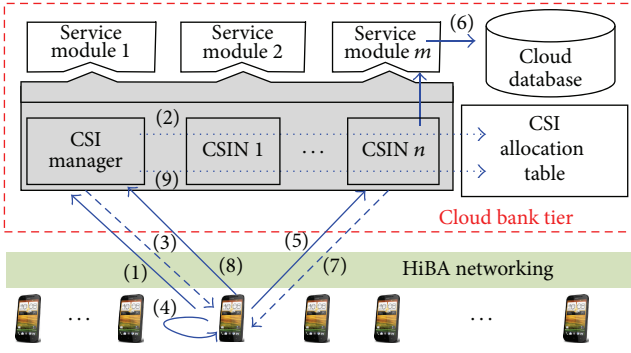 Service
module 1
Service
module 2
Service
module m
(6)
Cloud
database
CSI
manager
(2)
(9)
CSIN 1
...
CSIN n
CSI
allocation
table
Cloud bank tier
(3)
(1)
(8)
(5)
(7)
HiBA networking
(4)
...
...